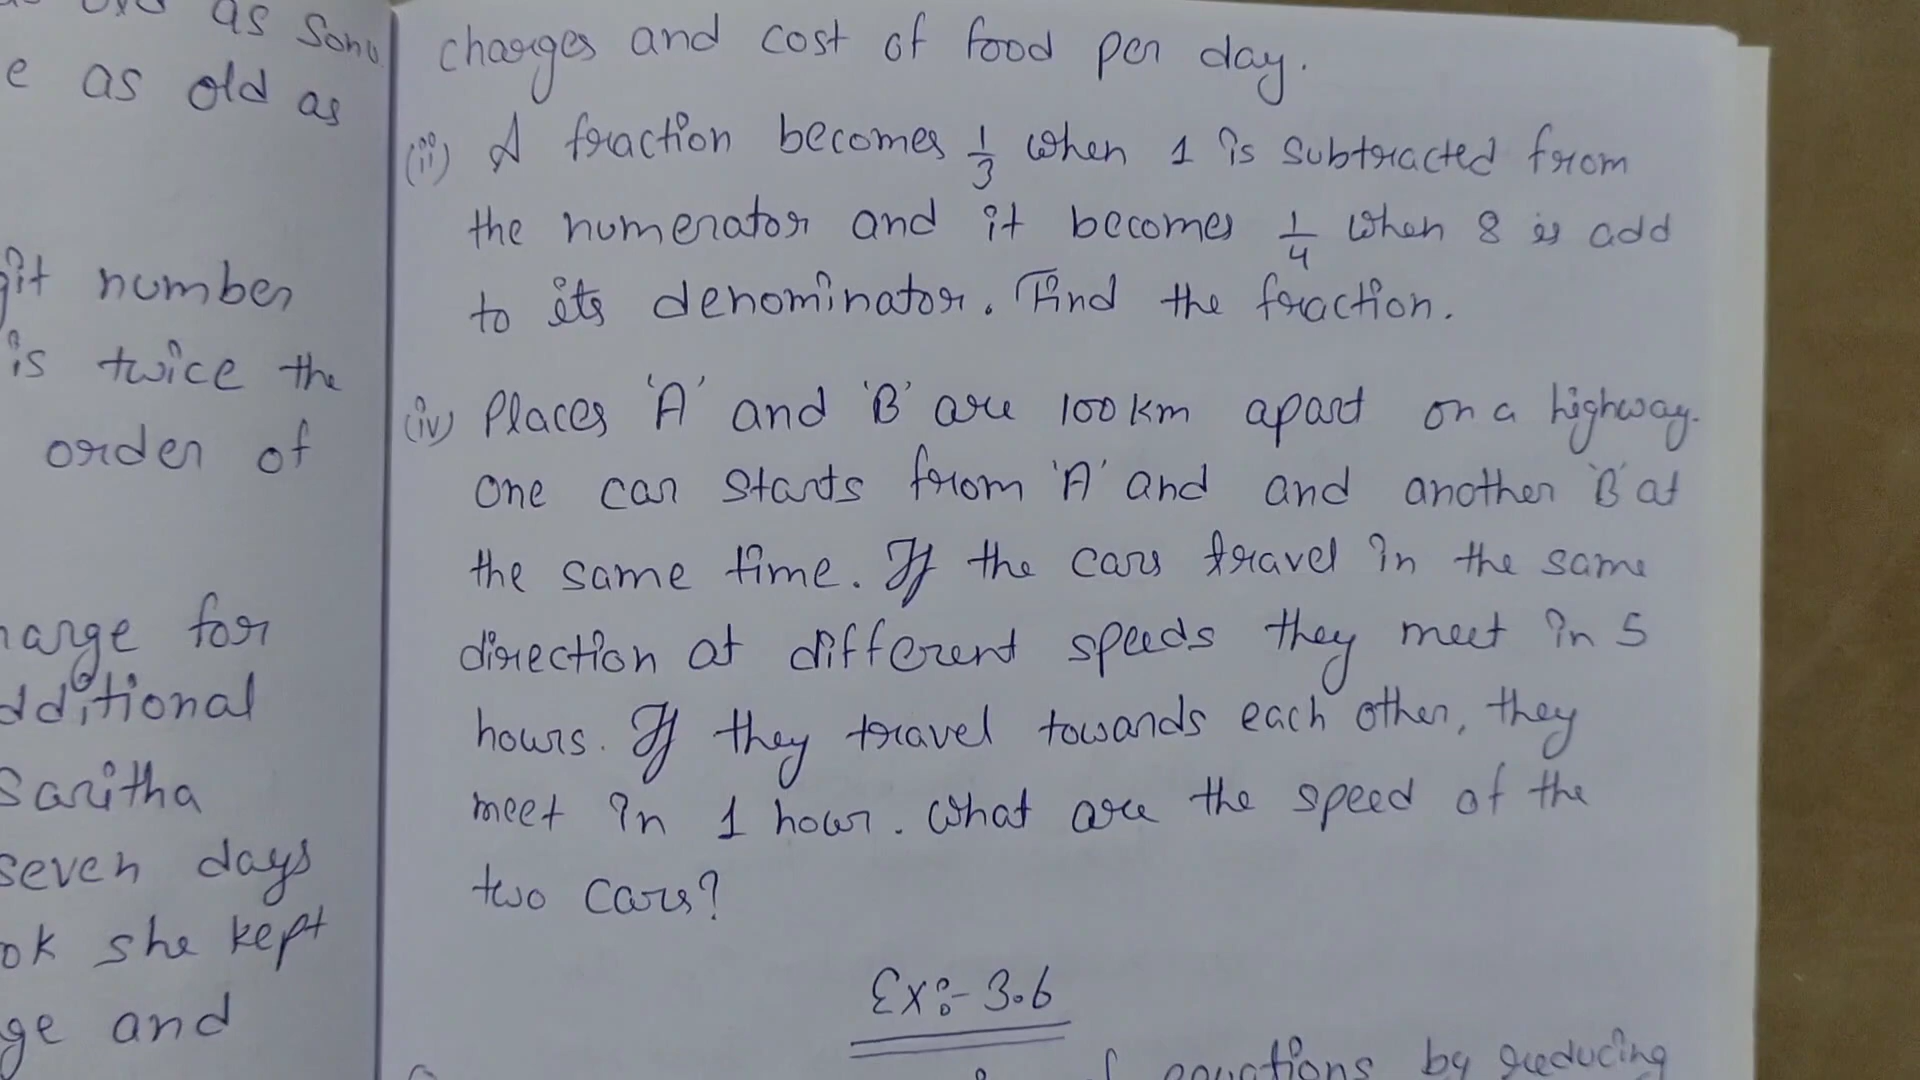 as Sonu
e as old as
git number
is twice the
order of
harge for
dditional
Saritha
seven days
ok she kept
ge and
charges and cost of food per day.
(ii) A fraction becomes 1/3 when 1 is subtracted from
the numerator and it becomes 1/4 when 8 is add
to its denominator. Find the fraction.
(iv) Places 'A' and 'B' are 100 km apart on a highway.
One car starts from 'A' and and another 'B' at
the same time. If the cars travel in the same
direction at different speeds they meet in 5
hours. If they travel towards each other, they
meet in 1 hour. What are the speed of the
two cars?
Ex:- 3.6
of equations by reducing